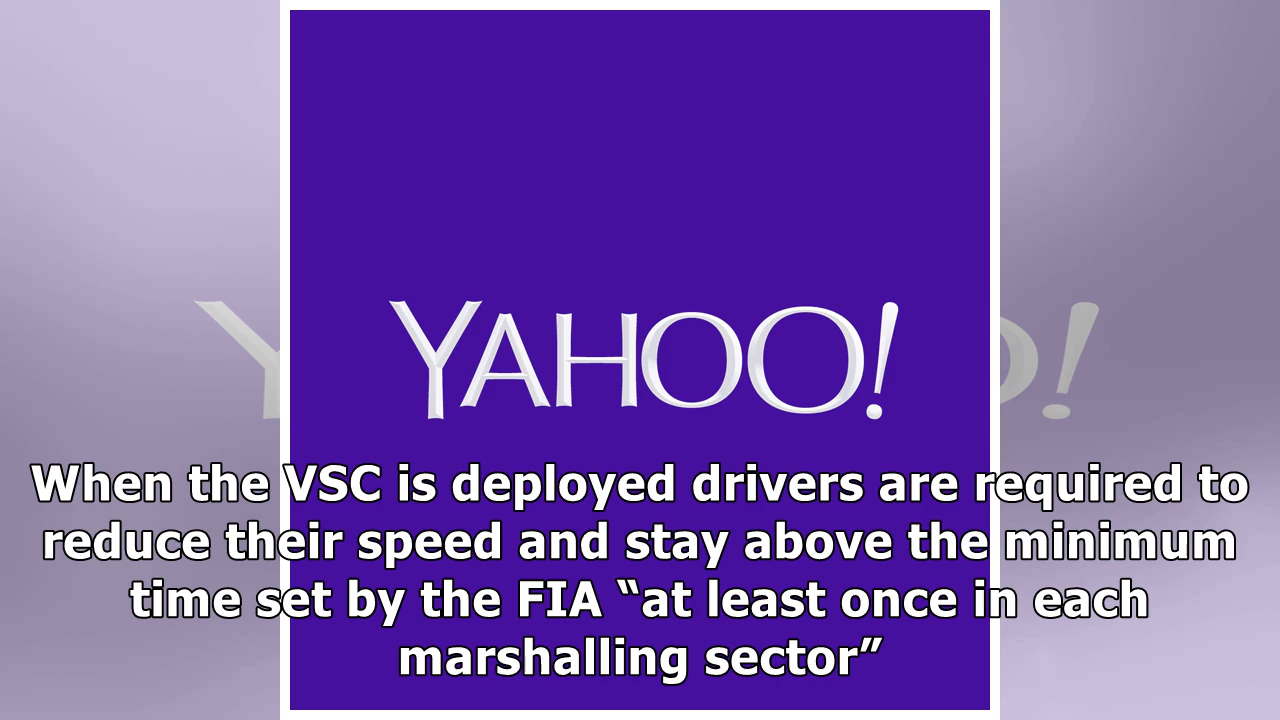 YAHOO!
When the VSC is deployed drivers are required to
reduce their speed and stay above the minimum
time set by the FIA “at least once in each
marshalling sector”